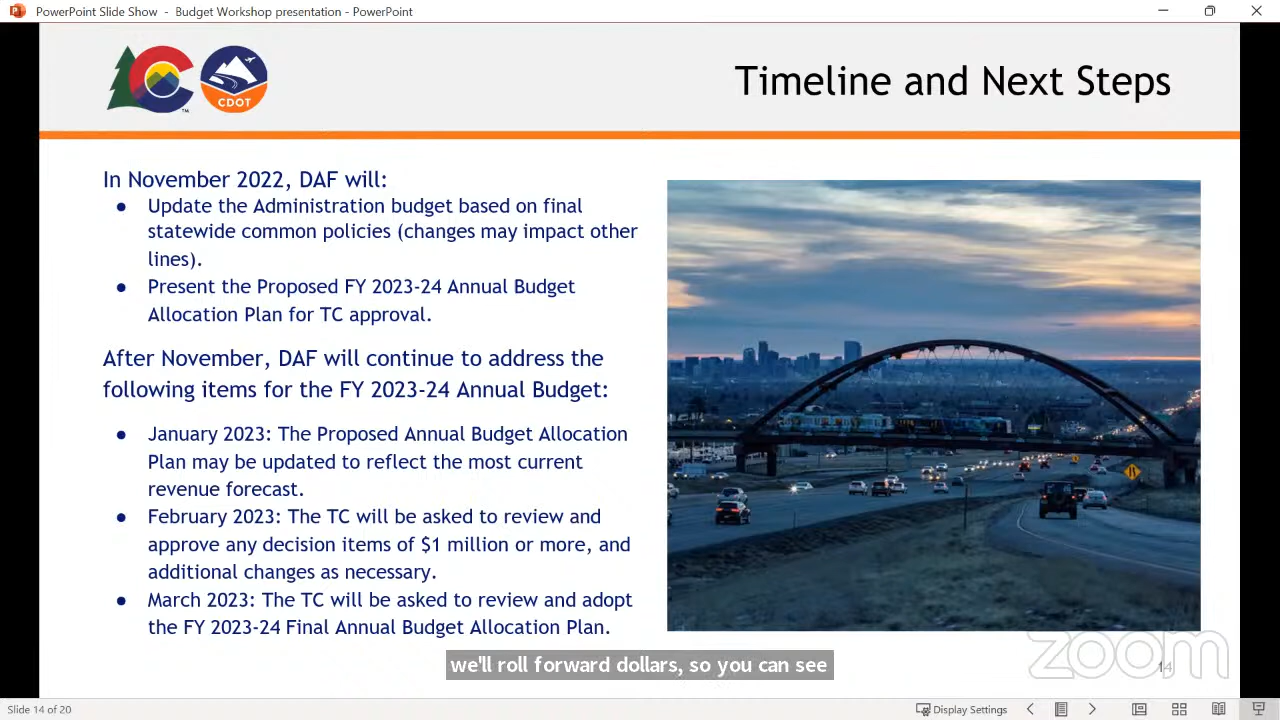 PowerPoint Slide Show - Budget Workshop presentation - PowerPoint
CDOT
TM
Timeline and Next Steps
In November 2022, DAF will:
● Update the Administration budget based on final
statewide common policies (changes may impact other
lines).
● Present the Proposed FY 2023-24 Annual Budget
Allocation Plan for TC approval.
After November, DAF will continue to address the
following items for the FY 2023-24 Annual Budget:
● January 2023: The Proposed Annual Budget Allocation
Plan may be updated to reflect the most current
revenue forecast.
● February 2023: The TC will be asked to review and
approve any decision items of $1 million or more, and
additional changes as necessary.
● March 2023: The TC will be asked to review and adopt
the FY 2023-24 Final Annual Budget Allocation Plan.
we'll roll forward dollars, so you can see
zoom
14
Slide 14 of 20
Display Settings